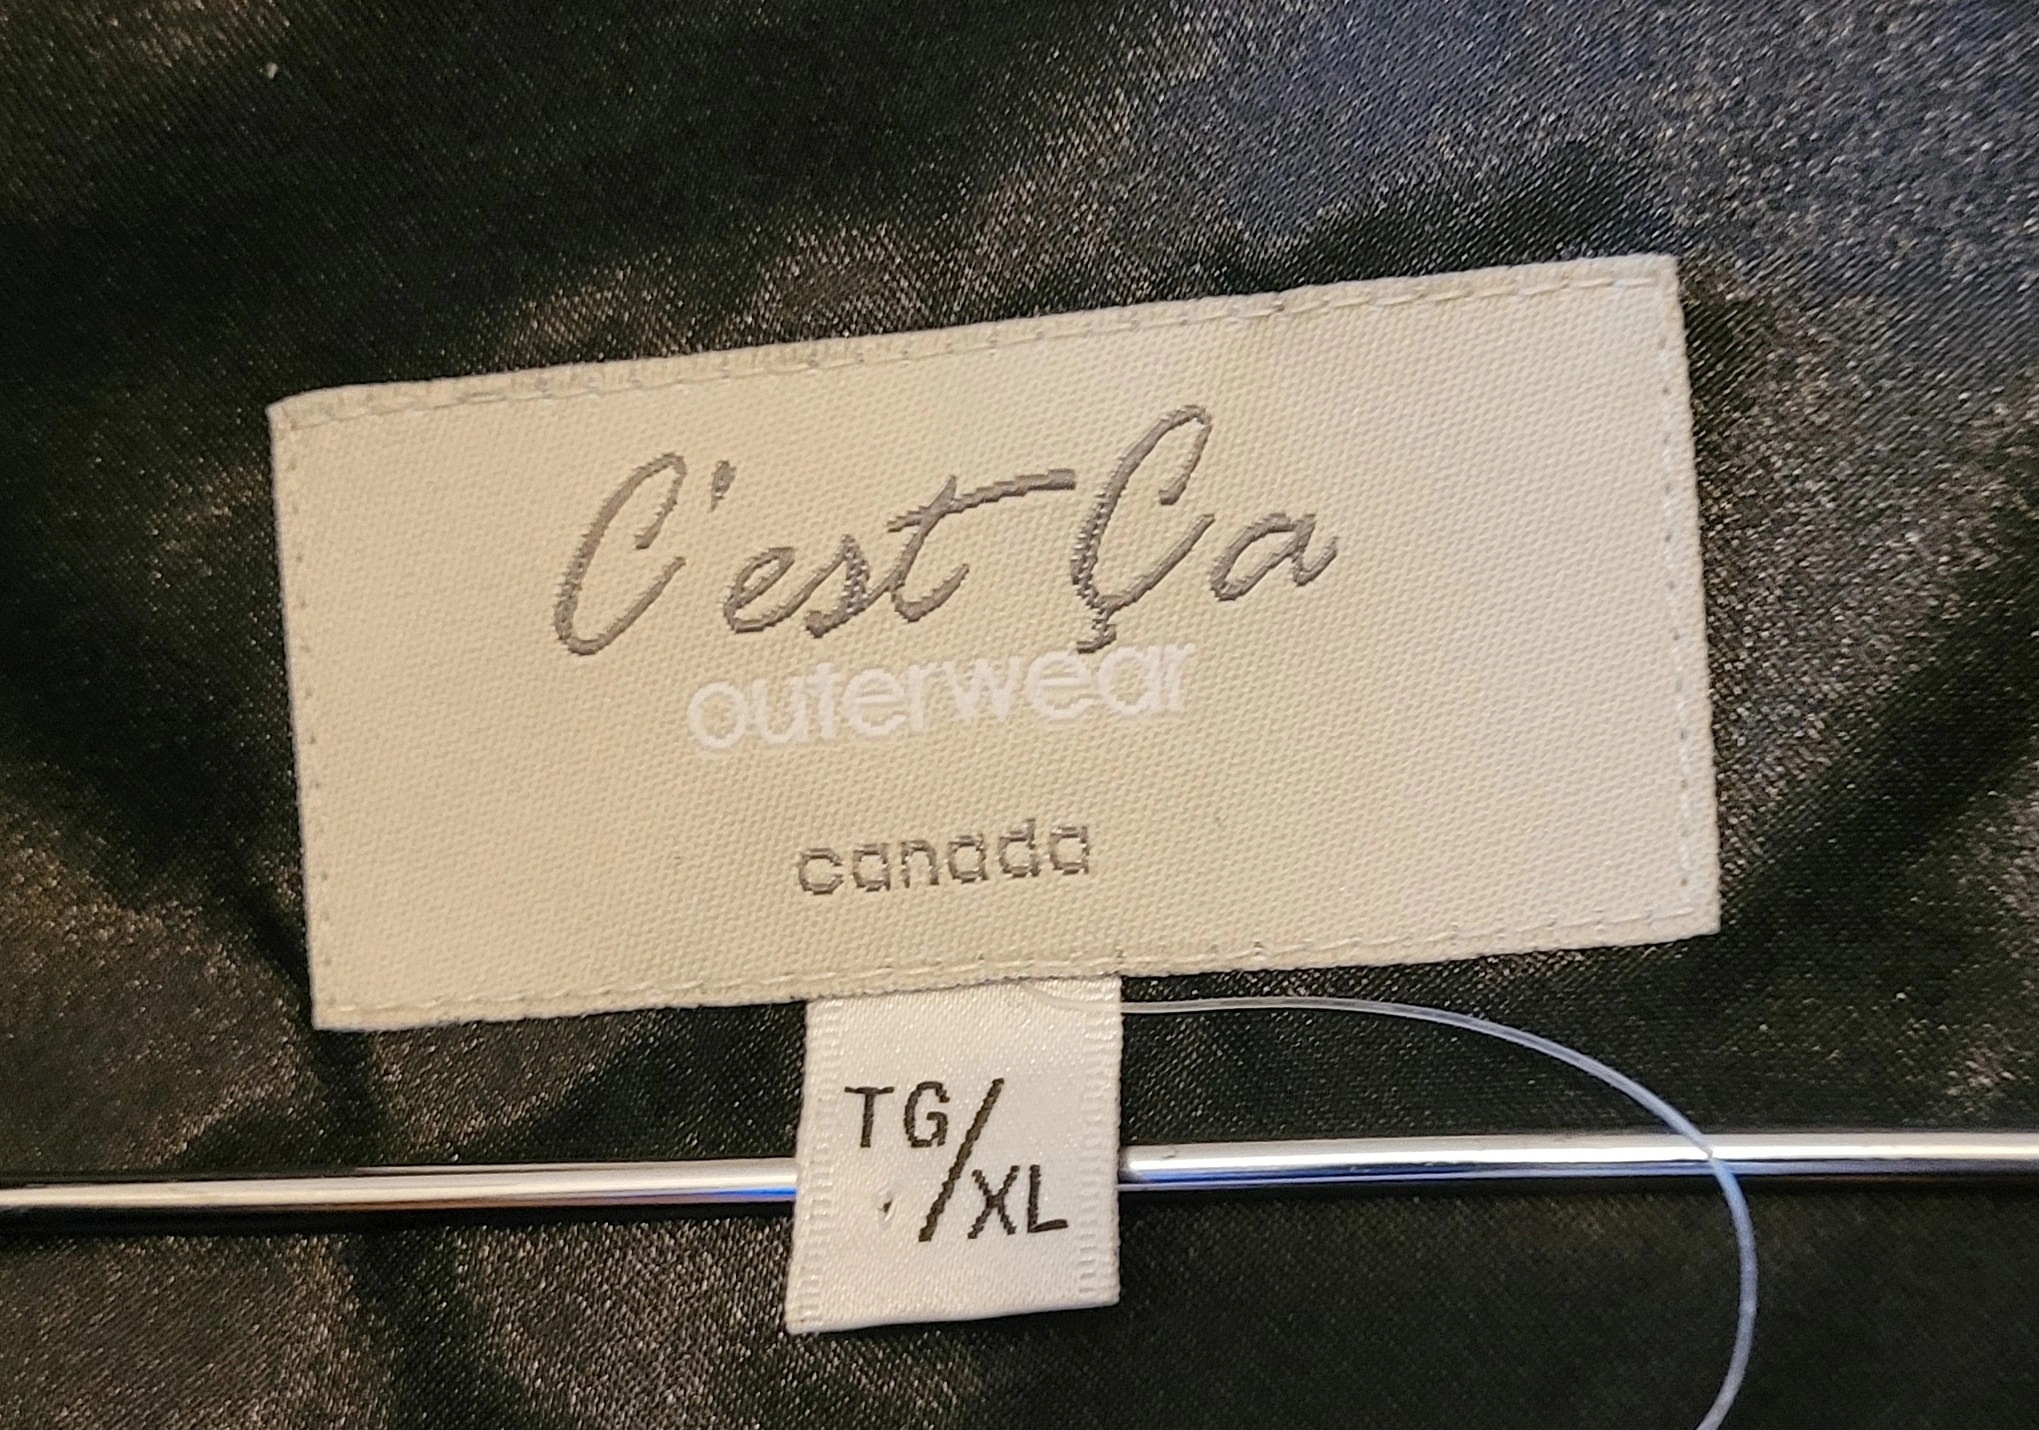 C'est Ça
outerwear
canada
TG/XL